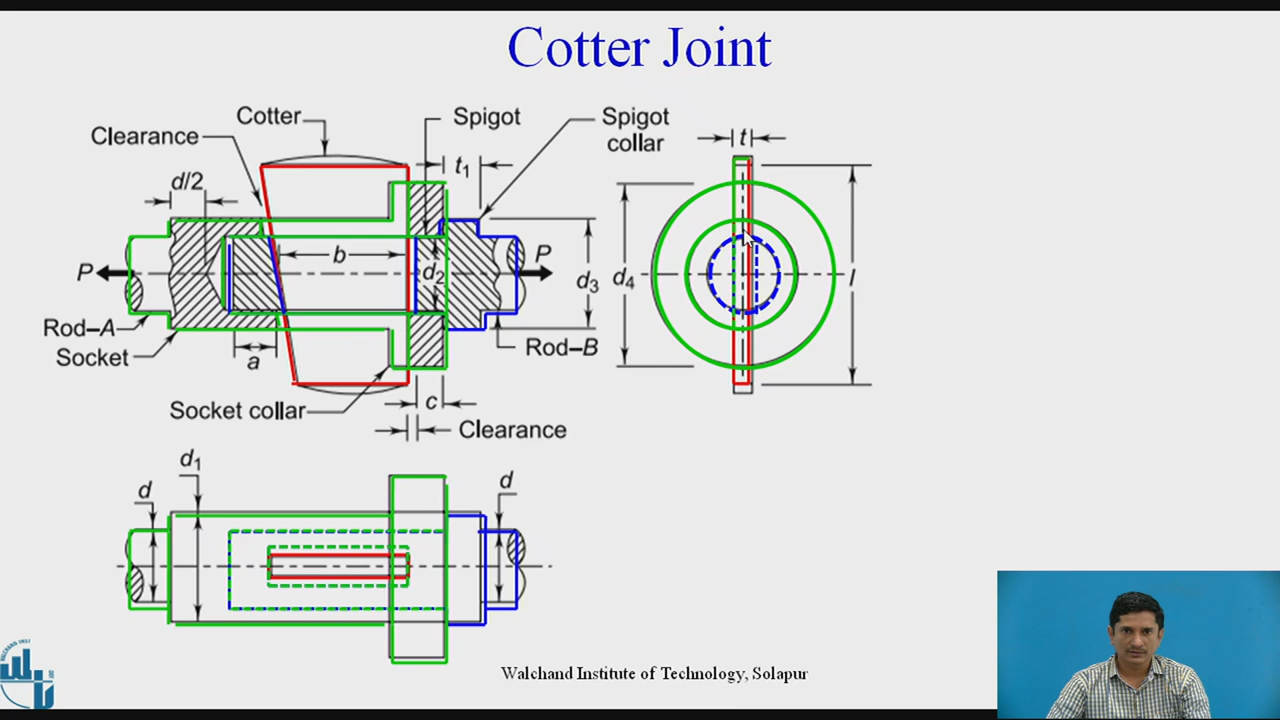 Cotter Joint
Cotter
Spigot
Spigot
collar
Clearance
t
t1
d/2
b
d2
P
P
d3
d4
l
Rod–A
Socket
a
Rod–B
Socket collar
c
Clearance
d1
d
d
Walchand Institute of Technology, Solapur